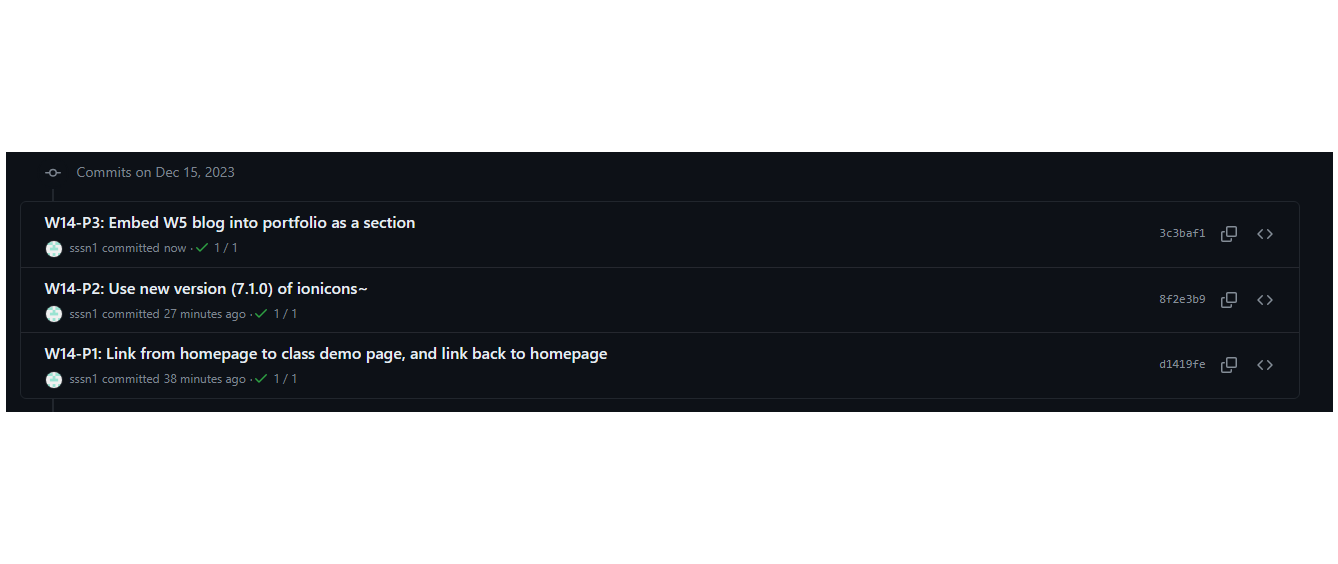 Commits on Dec 15, 2023
W14-P3: Embed W5 blog into portfolio as a section
sssn1 committed now · 1 / 1
3c3baf1
W14-P2: Use new version (7.1.0) of ionicons~
sssn1 committed 27 minutes ago · 1 / 1
8f2e3b9
W14-P1: Link from homepage to class demo page, and link back to homepage
sssn1 committed 38 minutes ago · 1 / 1
d1419fe